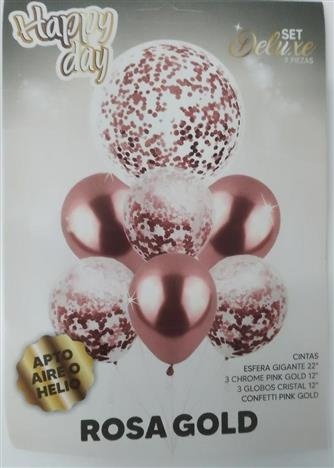 Happy
day
SET
Deluxe
PIEZAS
APTO
AIRE O
HELIO
CINTAS
ESFERA GIGANTE 22"
3 CHROME PINK GOLD 12"
3 GLOBOS CRISTAL 12"
CONFETTI PINK GOLD
ROSA GOLD